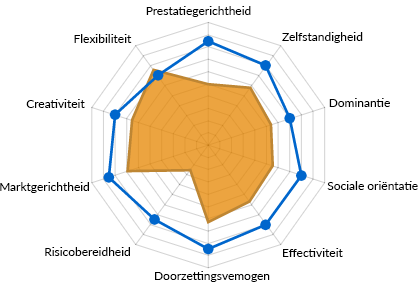 Prestatiegerichtheid
Flexibiliteit
Zelfstandigheid
Creativiteit
Dominantie
Marktgerichtheid
Sociale oriëntatie
Risicobereidheid
Effectiviteit
Doorzettingsvemogen